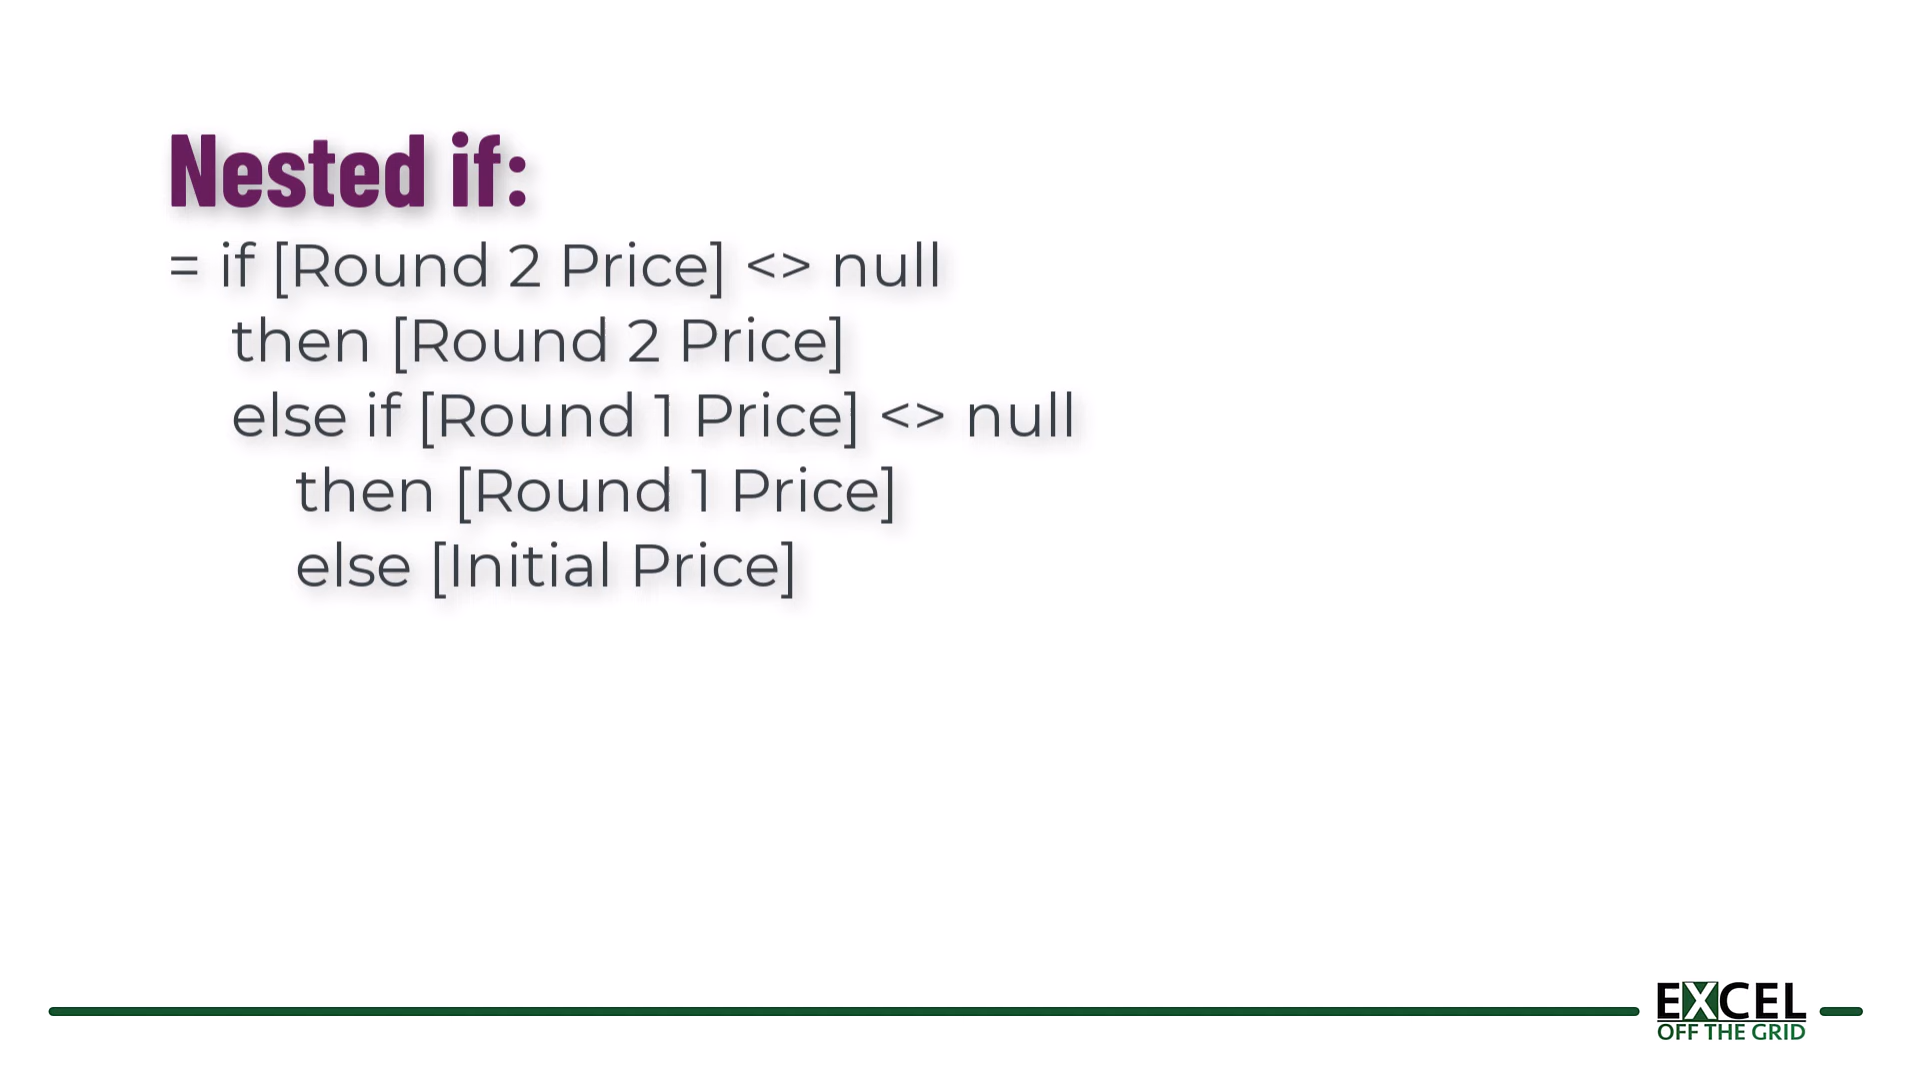 Nested if:
= if [Round 2 Price] <> null
then [Round 2 Price]
else if [Round 1 Price] <> null
then [Round 1 Price]
else [Initial Price]
EXCEL
OFF THE GRID